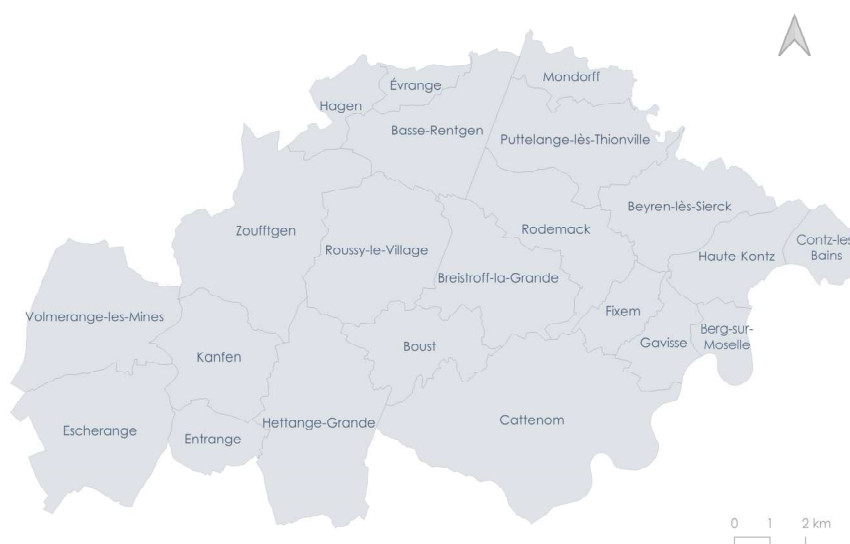 Mondorff
Évrange
Hagen
Basse-Rentgen
Puttelange-lès-Thionville
Beyren-lès-Sierck
Zoufftgen
Rodemack
Roussy-le-Village
Contz-les
Bains
Haute Kontz
Breistroff-la-Grande
Volmerange-les-Mines
Fixem
Berg-sur-
Moselle
Gavisse
Boust
Kanfen
Cattenom
Hettange-Grande
Escherange
Entrange
0 1 2 km